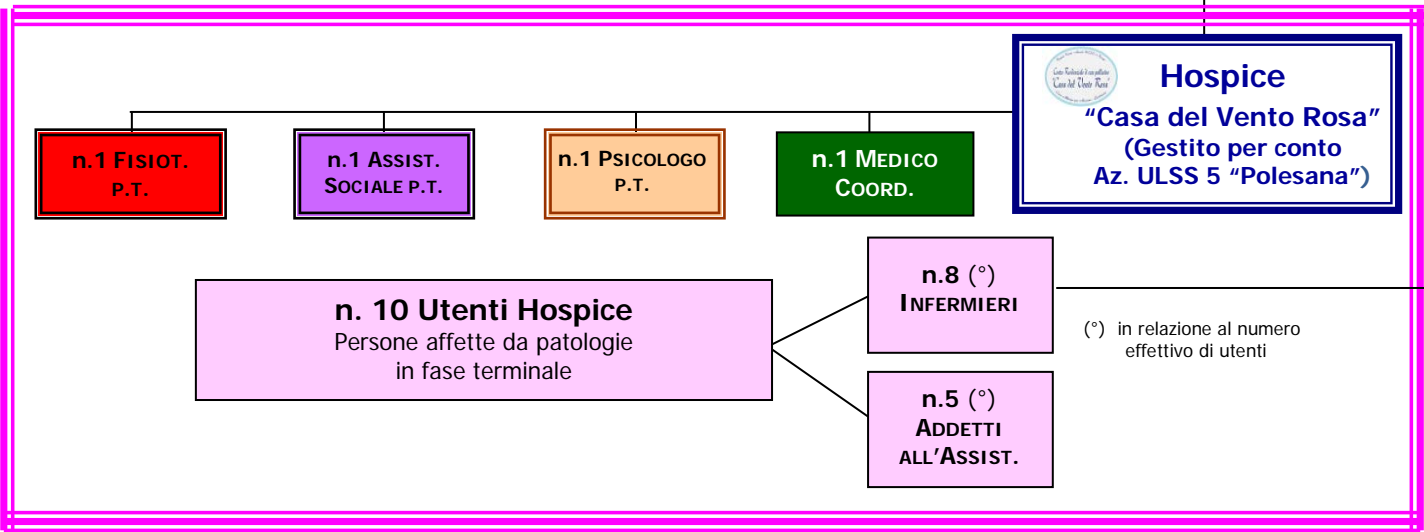 Hospice
“Casa del Vento Rosa”
(Gestito per conto
Az. ULSS 5 “Polesana”)
n.1 FISIOT.
P.T.
n.1 ASSIST.
SOCIALE P.T.
n.1 PSICOLOGO
P.T.
n.1 MEDICO
COORD.
n. 10 Utenti Hospice
Persone affette da patologie
in fase terminale
n.8 (°)
INFERMIERI
(°) in relazione al numero
effettivo di utenti
n.5 (°)
ADDETTI
ALL’ASSIST.